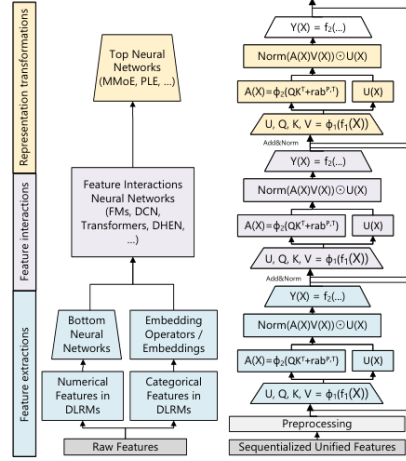 Representation transformations
Feature interactions
Feature extractions
Top Neural
Networks
(MMoE, PLE, ...)
Feature Interactions
Neural Networks
(FMs, DCN,
Transformers, DHEN,
...)
Bottom
Neural
Networks
Embedding
Operators /
Embeddings
Numerical
Features in
DLRMs
Categorical
Features in
DLRMs
Raw Features
Y(X) = f₂(...)
Norm(A(X)V(X))⊙U(X)
A(X)=ϕ₂(QKᵀ+rabᵖ,ᵀ)
U(X)
U, Q, K, V = ϕ₁(f₁(X))
Add&Norm
Y(X) = f₂(...)
Norm(A(X)V(X))⊙U(X)
A(X)=ϕ₂(QKᵀ+rabᵖ,ᵀ)
U(X)
U, Q, K, V = ϕ₁(f₁(X))
Add&Norm
Y(X) = f₂(...)
Norm(A(X)V(X))⊙U(X)
A(X)=ϕ₂(QKᵀ+rabᵖ,ᵀ)
U(X)
U, Q, K, V = ϕ₁(f₁(X))
Preprocessing
Sequentialized Unified Features